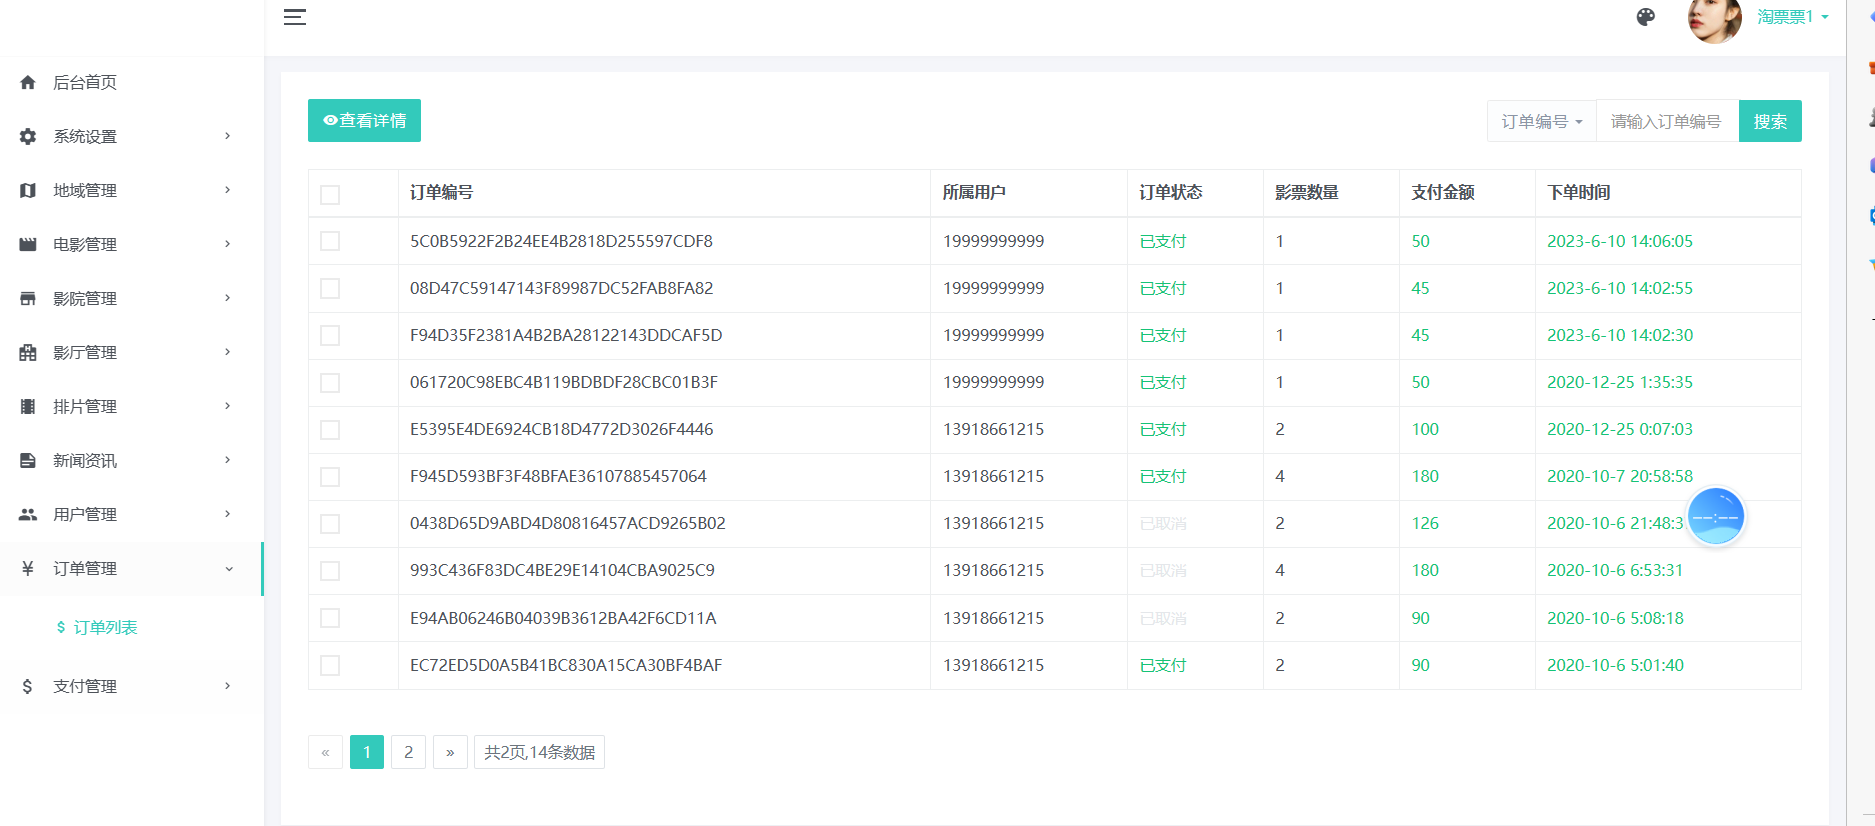 淘票票1
后台首页
系统设置
地域管理
电影管理
影院管理
影厅管理
排片管理
新闻资讯
用户管理
¥ 订单管理
$ 订单列表
$ 支付管理
查看详情
订单编号 请输入订单编号 搜索
订单编号 所属用户 订单状态 影票数量 支付金额 下单时间
5C0B5922F2B24EE4B2818D255597CDF8 19999999999 已支付 1 50 2023-6-10 14:06:05
08D47C59147143F89987DC52FAB8FA82 19999999999 已支付 1 45 2023-6-10 14:02:55
F94D35F2381A4B2BA28122143DDCAF5D 19999999999 已支付 1 45 2023-6-10 14:02:30
061720C98EBC4B119BDBDF28CBC01B3F 19999999999 已支付 1 50 2020-12-25 1:35:35
E5395E4DE6924CB18D4772D3026F4446 13918661215 已支付 2 100 2020-12-25 0:07:03
F945D593BF3F48BFAE36107885457064 13918661215 已支付 4 180 2020-10-7 20:58:58
0438D65D9ABD4D80816457ACD9265B02 13918661215 已取消 2 126 2020-10-6 21:48:3
993C436F83DC4BE29E14104CBA9025C9 13918661215 已取消 4 180 2020-10-6 6:53:31
E94AB06246B04039B3612BA42F6CD11A 13918661215 已取消 2 90 2020-10-6 5:08:18
EC72ED5D0A5B41BC830A15CA30BF4BAF 13918661215 已支付 2 90 2020-10-6 5:01:40
« 1 2 » 共2页,14条数据
--:--